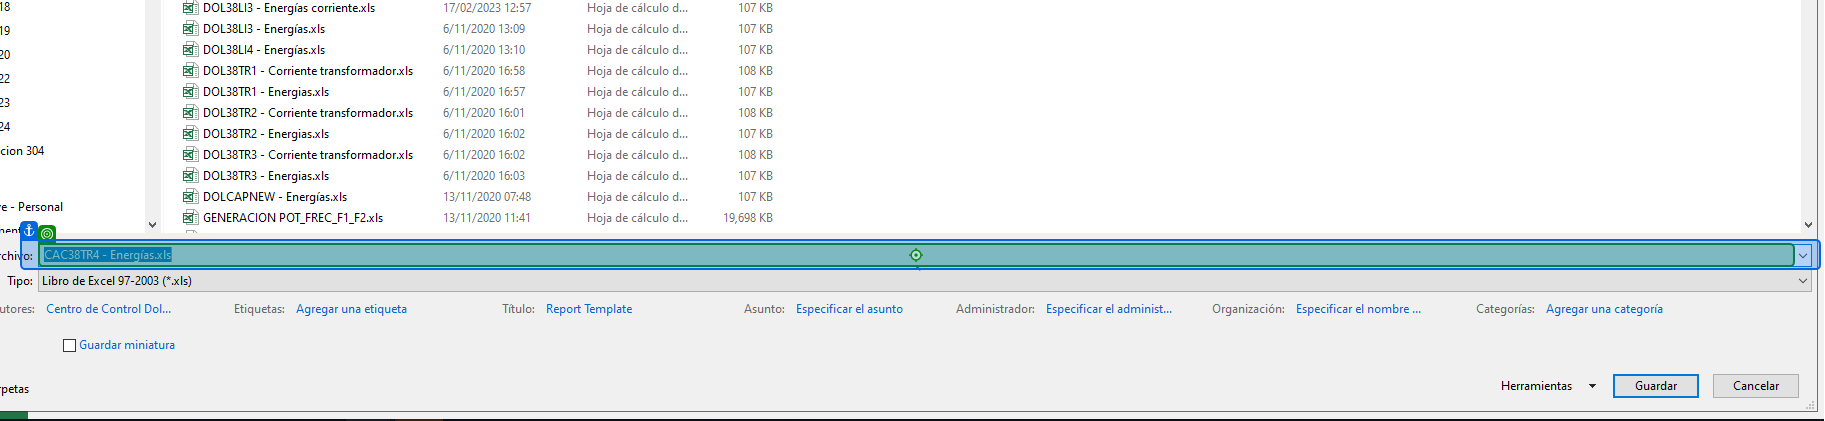 18
19
20
22
23
24
cion 304
ve - Personal
ment
DOL38LI3 - Energías corriente.xls 17/02/2023 12:57 Hoja de cálculo d... 107 KB
DOL38LI3 - Energías.xls 6/11/2020 13:09 Hoja de cálculo d... 107 KB
DOL38LI4 - Energías.xls 6/11/2020 13:10 Hoja de cálculo d... 107 KB
DOL38TR1 - Corriente transformador.xls 6/11/2020 16:58 Hoja de cálculo d... 108 KB
DOL38TR1 - Energias.xls 6/11/2020 16:57 Hoja de cálculo d... 107 KB
DOL38TR2 - Corriente transformador.xls 6/11/2020 16:01 Hoja de cálculo d... 108 KB
DOL38TR2 - Energias.xls 6/11/2020 16:02 Hoja de cálculo d... 107 KB
DOL38TR3 - Corriente transformador.xls 6/11/2020 16:02 Hoja de cálculo d... 108 KB
DOL38TR3 - Energias.xls 6/11/2020 16:03 Hoja de cálculo d... 107 KB
DOLCAPNEW - Energías.xls 13/11/2020 07:48 Hoja de cálculo d... 107 KB
GENERACION POT_FREC_F1_F2.xls 13/11/2020 11:41 Hoja de cálculo d... 19,698 KB
rchivo: CAC38TR4 - Energías.xls
Tipo: Libro de Excel 97-2003 (*.xls)
utores: Centro de Control Dol... Etiquetas: Agregar una etiqueta Título: Report Template Asunto: Especificar el asunto Administrador: Especificar el administ... Organización: Especificar el nombre ... Categorías: Agregar una categoría
Guardar miniatura
rpetas
Herramientas Guardar Cancelar